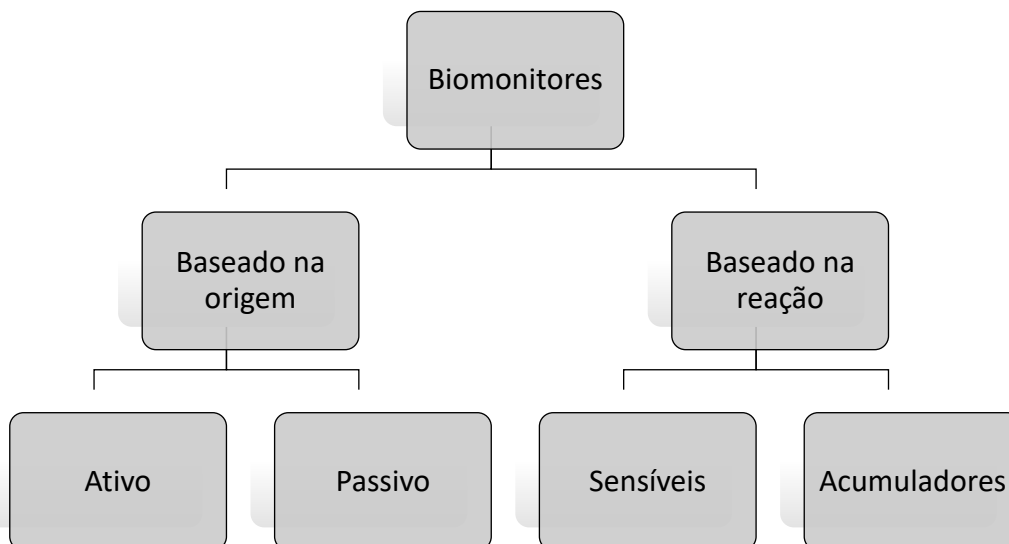 Biomonitores
Baseado na
origem
Baseado na
reação
Ativo
Passivo
Sensíveis
Acumuladores